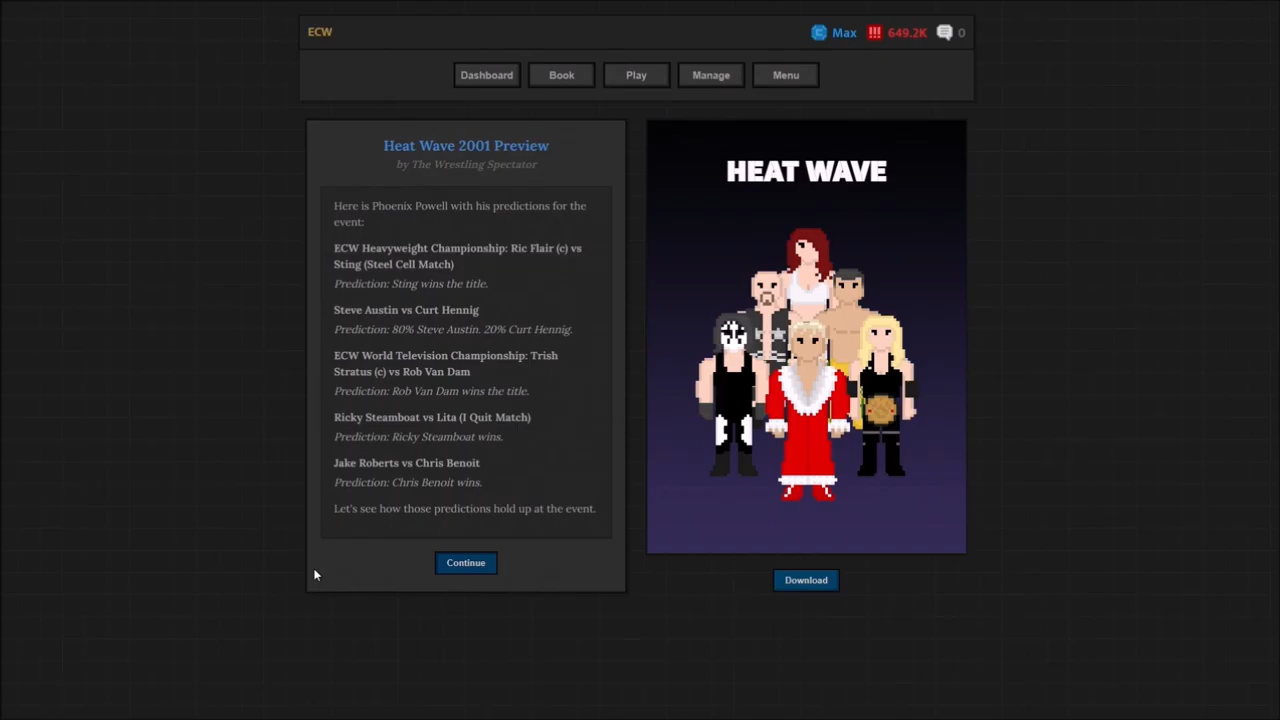 ECW
Max
649.2K
0
Dashboard
Book
Play
Manage
Menu
Heat Wave 2001 Preview
by The Wrestling Spectator
Here is Phoenix Powell with his predictions for the
event:
ECW Heavyweight Championship: Ric Flair (c) vs
Sting (Steel Cell Match)
Prediction: Sting wins the title.
Steve Austin vs Curt Hennig
Prediction: 80% Steve Austin. 20% Curt Hennig.
ECW World Television Championship: Trish
Stratus (c) vs Rob Van Dam
Prediction: Rob Van Dam wins the title.
Ricky Steamboat vs Lita (I Quit Match)
Prediction: Ricky Steamboat wins.
Jake Roberts vs Chris Benoit
Prediction: Chris Benoit wins.
Let's see how those predictions hold up at the event.
Continue
HEAT WAVE
Download